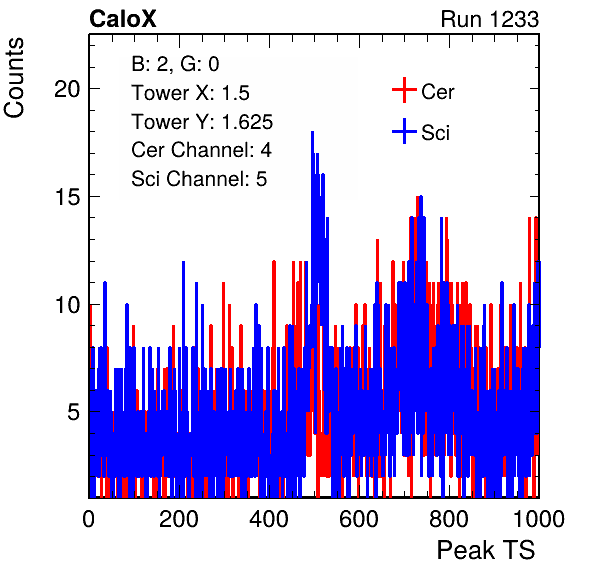 CaloX
Run 1233
Counts
B: 2, G: 0
Tower X: 1.5
Tower Y: 1.625
Cer Channel: 4
Sci Channel: 5
Cer
Sci
20
15
10
5
0 200 400 600 800 1000
Peak TS